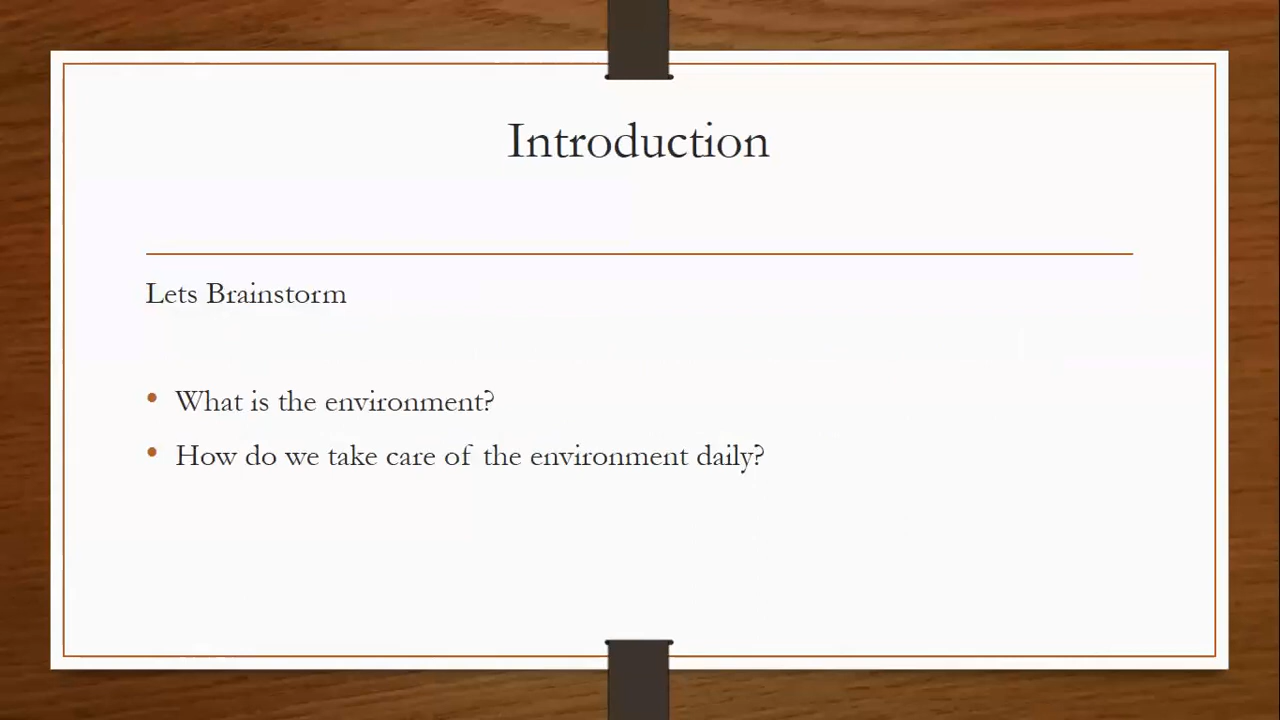 Introduction
Lets Brainstorm
• What is the environment?
• How do we take care of the environment daily?